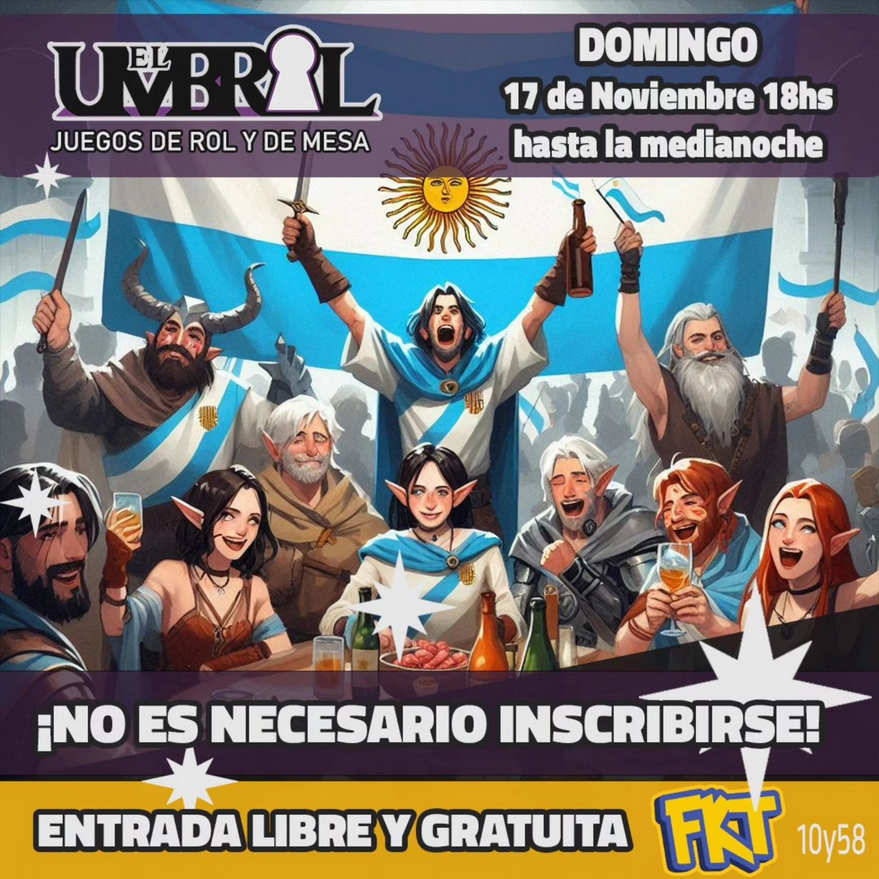 EL UMBRAL
JUEGOS DE ROL Y DE MESA
DOMINGO
17 de Noviembre 18hs
hasta la medianoche
¡NO ES NECESARIO INSCRIBIRSE!
ENTRADA LIBRE Y GRATUITA
FKT
10y58